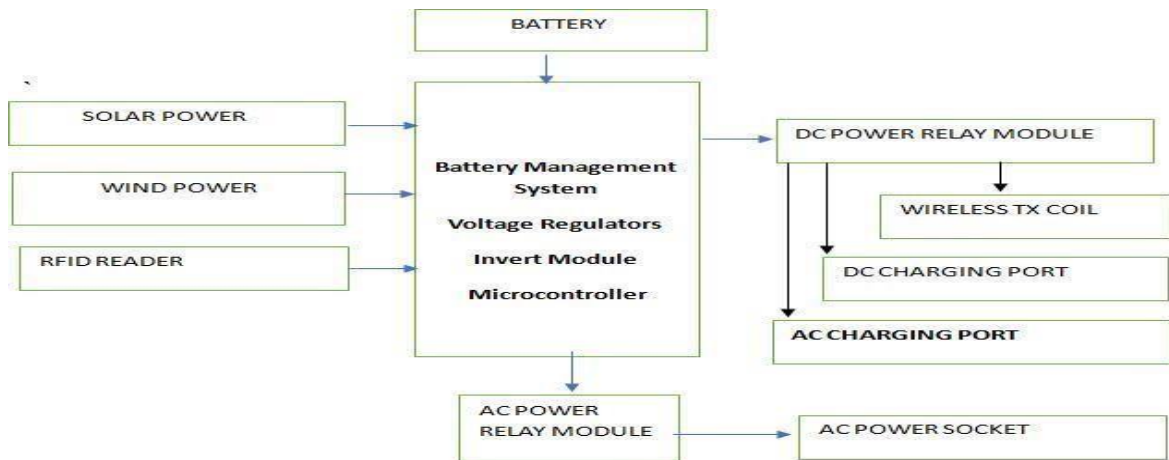 BATTERY
`
SOLAR POWER
WIND POWER
RFID READER
Battery Management
System
Voltage Regulators
Invert Module
Microcontroller
DC POWER RELAY MODULE
WIRELESS TX COIL
DC CHARGING PORT
AC CHARGING PORT
AC POWER
RELAY MODULE
AC POWER SOCKET